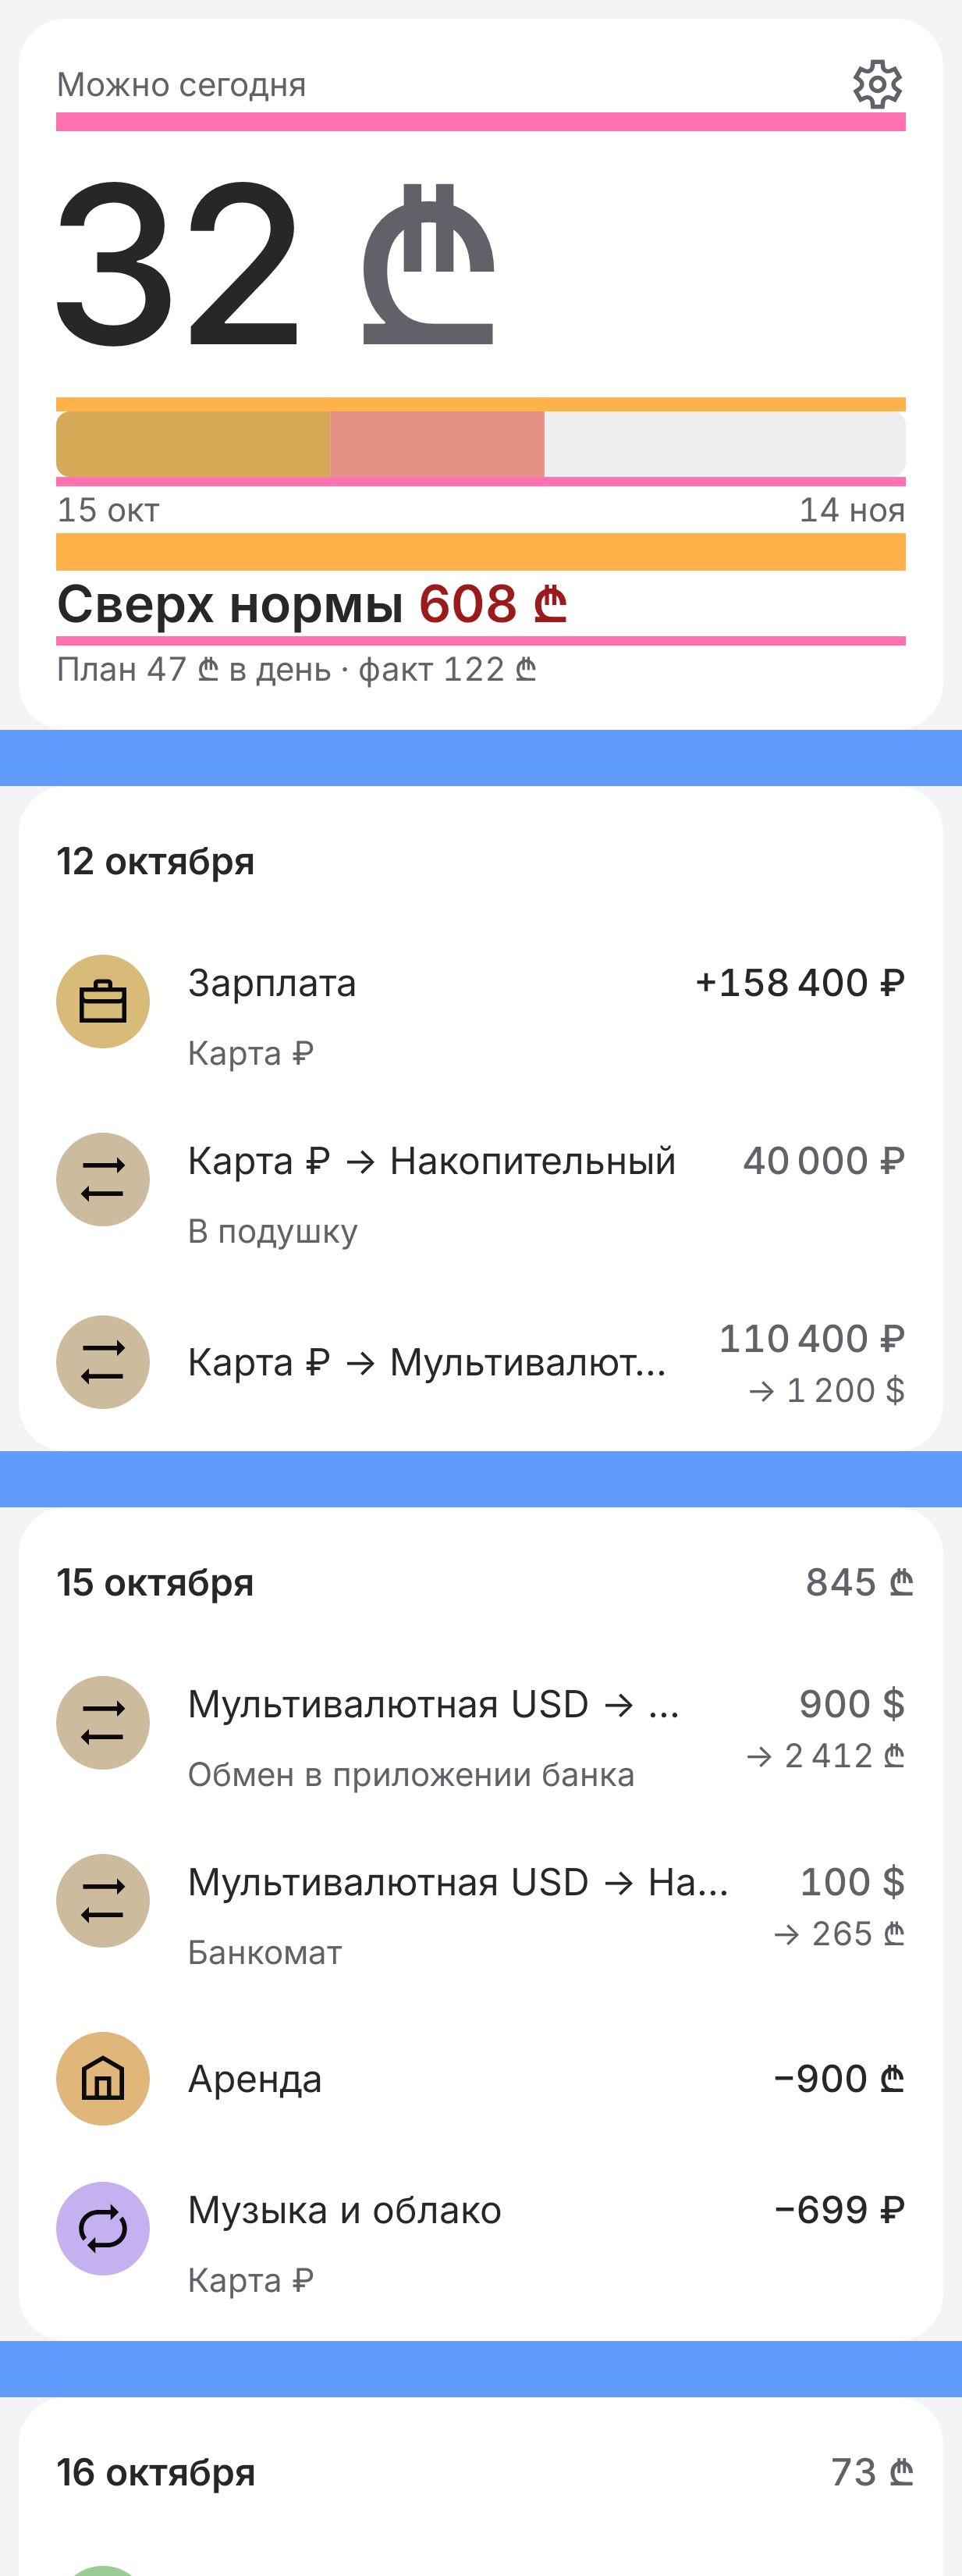 Можно сегодня
32 ₾
15 окт 14 ноя
Сверх нормы 608 ₾
План 47 ₾ в день · факт 122 ₾
12 октября
Зарплата +158 400 ₽
Карта ₽
Карта ₽ → Накопительный 40 000 ₽
В подушку
110 400 ₽
Карта ₽ → Мультивалют...
→ 1 200 $
15 октября 845 ₾
Мультивалютная USD → ... 900 $
→ 2 412 ₾
Обмен в приложении банка
Мультивалютная USD → На... 100 $
→ 265 ₾
Банкомат
Аренда −900 ₾
Музыка и облако −699 ₽
Карта ₽
16 октября 73 ₾